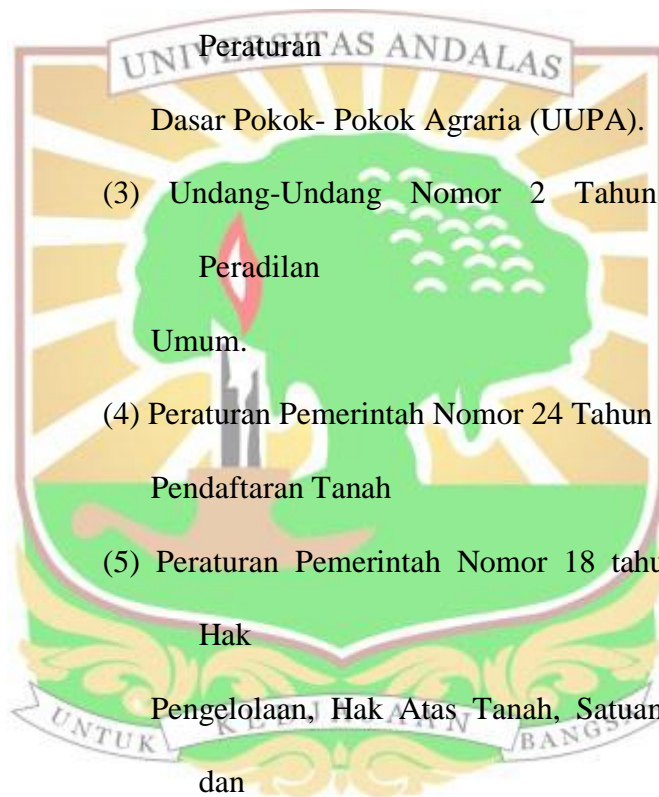 UNIVERSITAS ANDALAS
Peraturan
Dasar Pokok- Pokok Agraria (UUPA).
(3) Undang-Undang Nomor 2 Tahun
Peradilan
Umum.
(4) Peraturan Pemerintah Nomor 24 Tahun
Pendaftaran Tanah
(5) Peraturan Pemerintah Nomor 18 tahu
Hak
Pengelolaan, Hak Atas Tanah, Satuan
UNTUK KEDJAJAAN BANGSA
dan